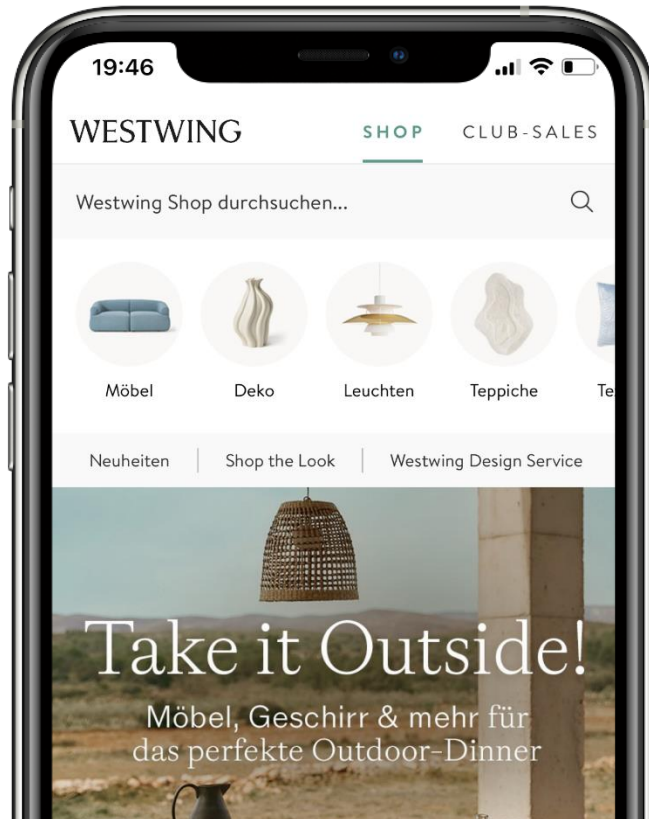 19:46
WESTWING
SHOP
CLUB-SALES
Westwing Shop durchsuchen...
Möbel
Deko
Leuchten
Teppiche
Te
Neuheiten
Shop the Look
Westwing Design Service
Take it Outside!
Möbel, Geschirr & mehr für
das perfekte Outdoor-Dinner